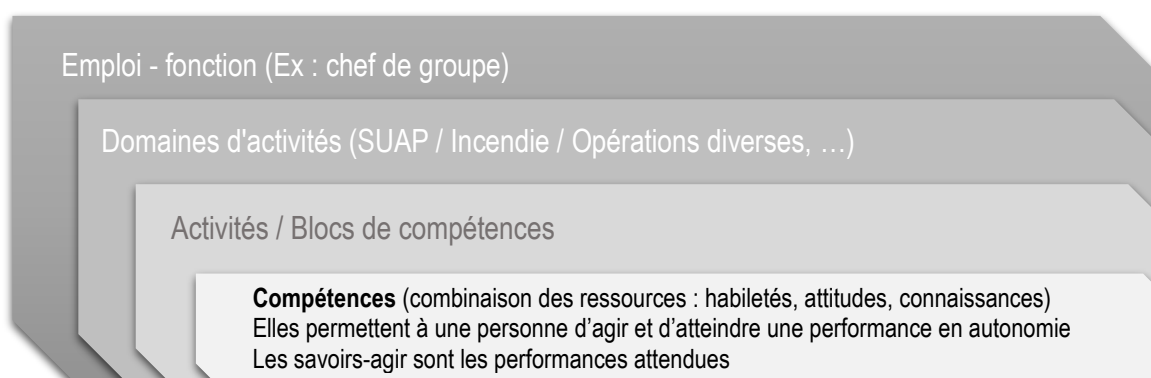 Emploi - fonction (Ex : chef de groupe)
Domaines d'activités (SUAP / Incendie / Opérations diverses, …)
Activités / Blocs de compétences
Compétences (combinaison des ressources : habiletés, attitudes, connaissances)
Elles permettent à une personne d’agir et d’atteindre une performance en autonomie
Les savoirs-agir sont les performances attendues